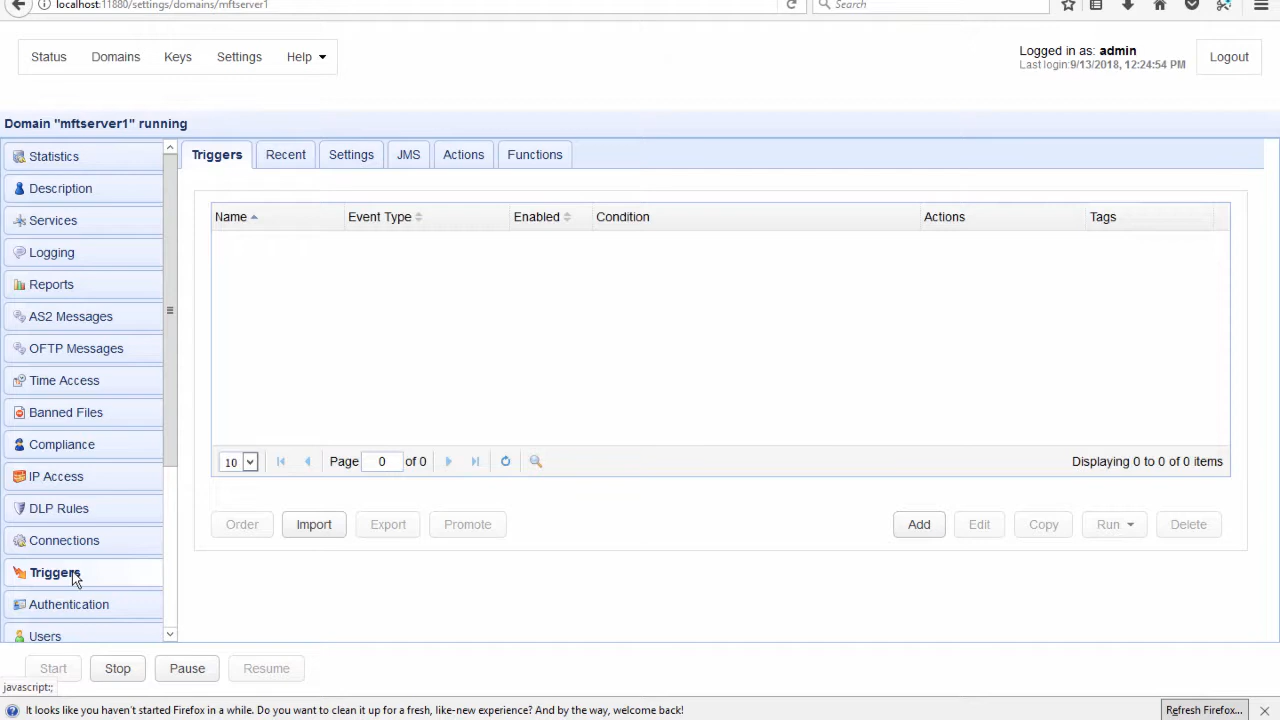 localhost:11880/settings/domains/mftserver1
Search
Status Domains Keys Settings Help
Logged in as: admin
Last login:9/13/2018, 12:24:54 PM
Logout
Domain "mftserver1" running
Statistics
Description
Services
Logging
Reports
AS2 Messages
OFTP Messages
Time Access
Banned Files
Compliance
IP Access
DLP Rules
Connections
Triggers
Authentication
Users
Triggers Recent Settings JMS Actions Functions
Name Event Type Enabled Condition Actions Tags
10 Page 0 of 0 Displaying 0 to 0 of 0 items
Order Import Export Promote Add Edit Copy Run Delete
Start Stop Pause Resume
javascript:;
It looks like you haven't started Firefox in a while. Do you want to clean it up for a fresh, like-new experience? And by the way, welcome back!
Refresh Firefox...